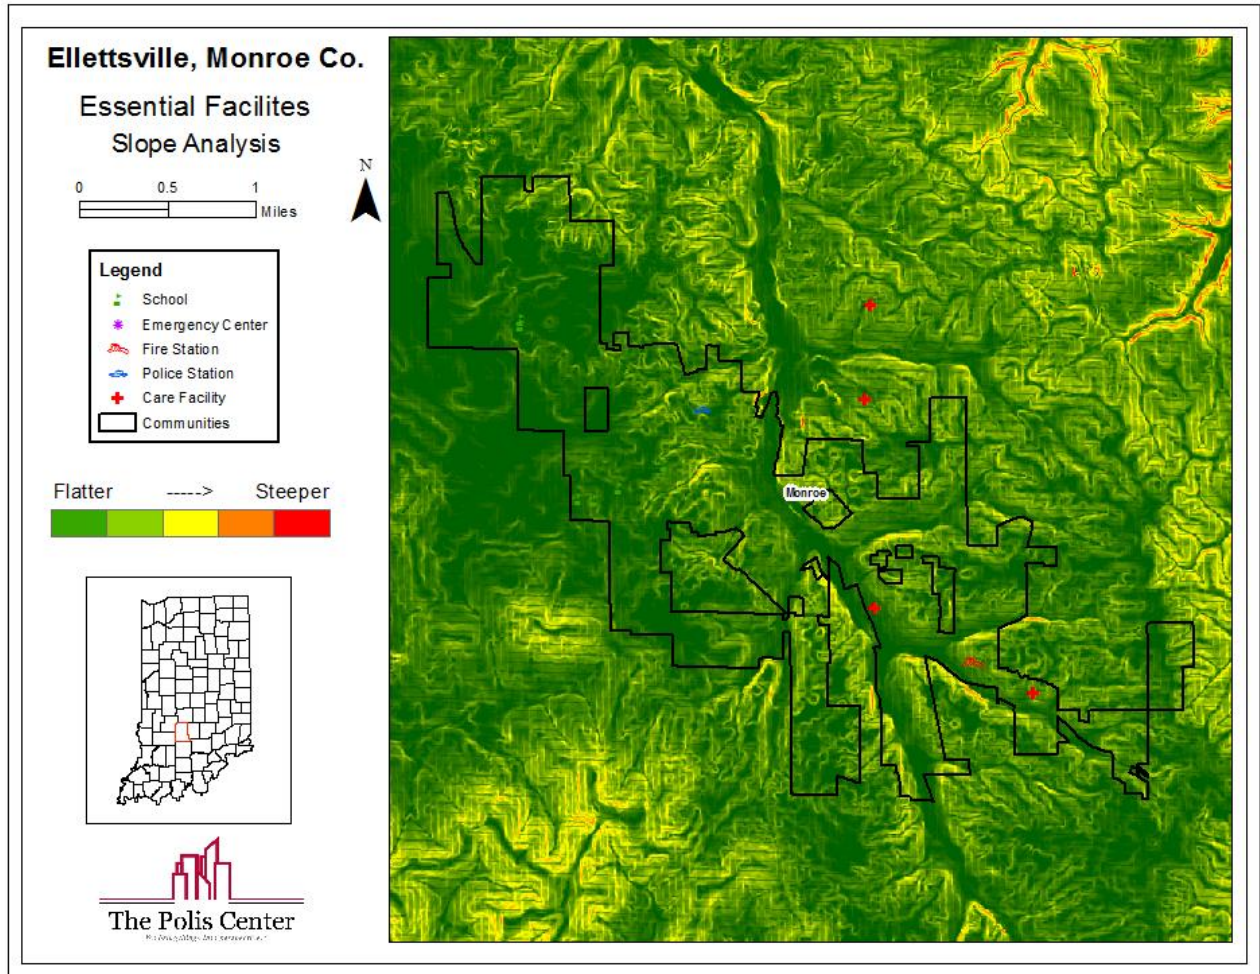 Ellettsville, Monroe Co.
Essential Facilites
Slope Analysis
N
0 0.5 1
Miles
Legend
School
Emergency Center
Fire Station
Police Station
Care Facility
Communities
Flatter -----> Steeper
Monroe
The Polis Center